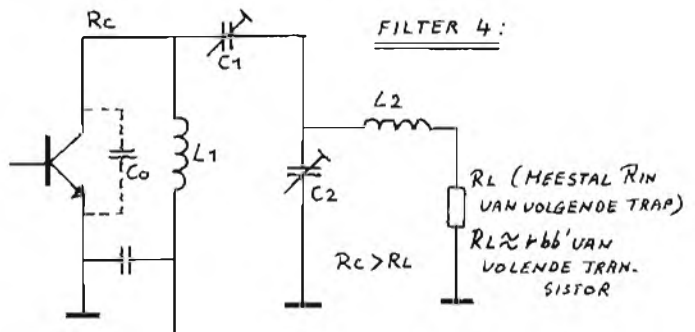 Rc
FILTER 4:
C1
L2
L1
Co
C2
RL (MEESTAL RIN
VAN VOLGENDE TRAP)
Rc > RL
RL ≈ rbb' VAN
VOLENDE TRAN-
SISTOR